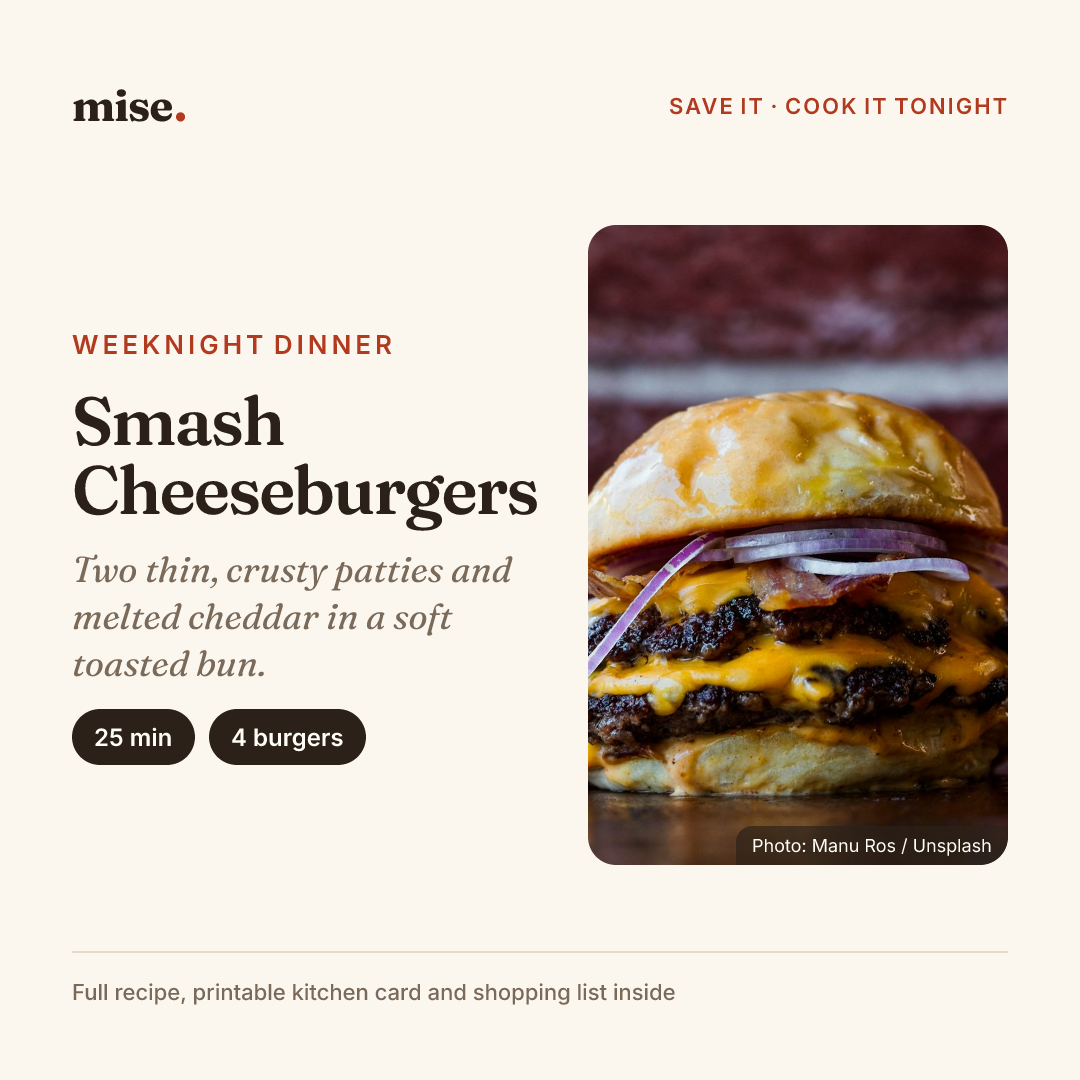 mise.
SAVE IT · COOK IT TONIGHT
WEEKNIGHT DINNER
Smash
Cheeseburgers
Two thin, crusty patties and
melted cheddar in a soft
toasted bun.
25 min
4 burgers
Photo: Manu Ros / Unsplash
Full recipe, printable kitchen card and shopping list inside